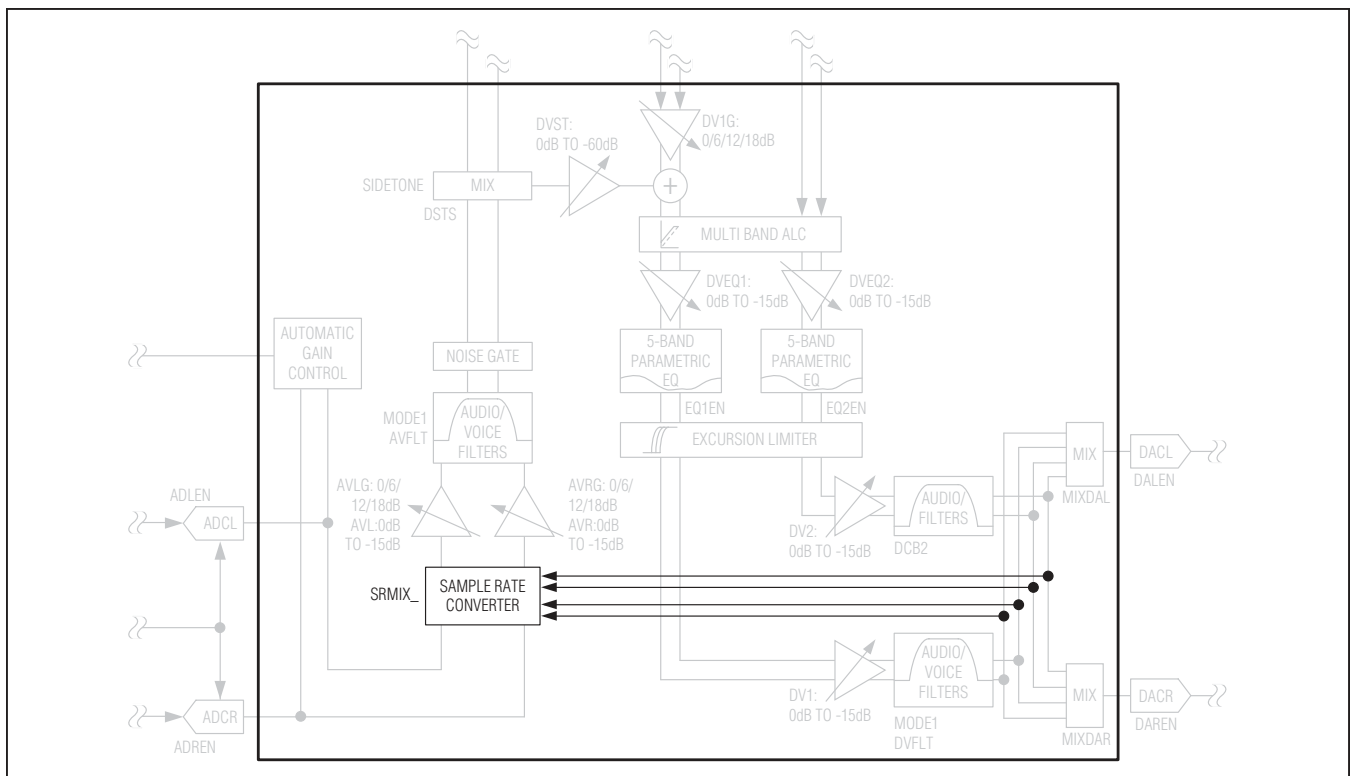 DVST:
0dB TO -60dB
DV1G:
0/6/12/18dB
SIDETONE
MIX
+
DSTS
MULTI BAND ALC
DVEQ1:
0dB TO -15dB
DVEQ2:
0dB TO -15dB
AUTOMATIC
GAIN
CONTROL
NOISE GATE
5-BAND
PARAMETRIC
EQ
5-BAND
PARAMETRIC
EQ
EQ1EN
EQ2EN
MODE1
AVFLT
AUDIO/
VOICE
FILTERS
EXCURSION LIMITER
MIX
DACL
DALEN
MIXDAL
ADLEN
ADCL
AVLG: 0/6/
12/18dB
AVL:0dB
TO -15dB
AVRG: 0/6/
12/18dB
AVR:0dB
TO -15dB
DV2:
0dB TO -15dB
AUDIO/
FILTERS
DCB2
SRMIX_
SAMPLE RATE
CONVERTER
DV1:
0dB TO -15dB
AUDIO/
VOICE
FILTERS
MODE1
DVFLT
MIX
DACR
DAREN
MIXDAR
ADCR
ADREN